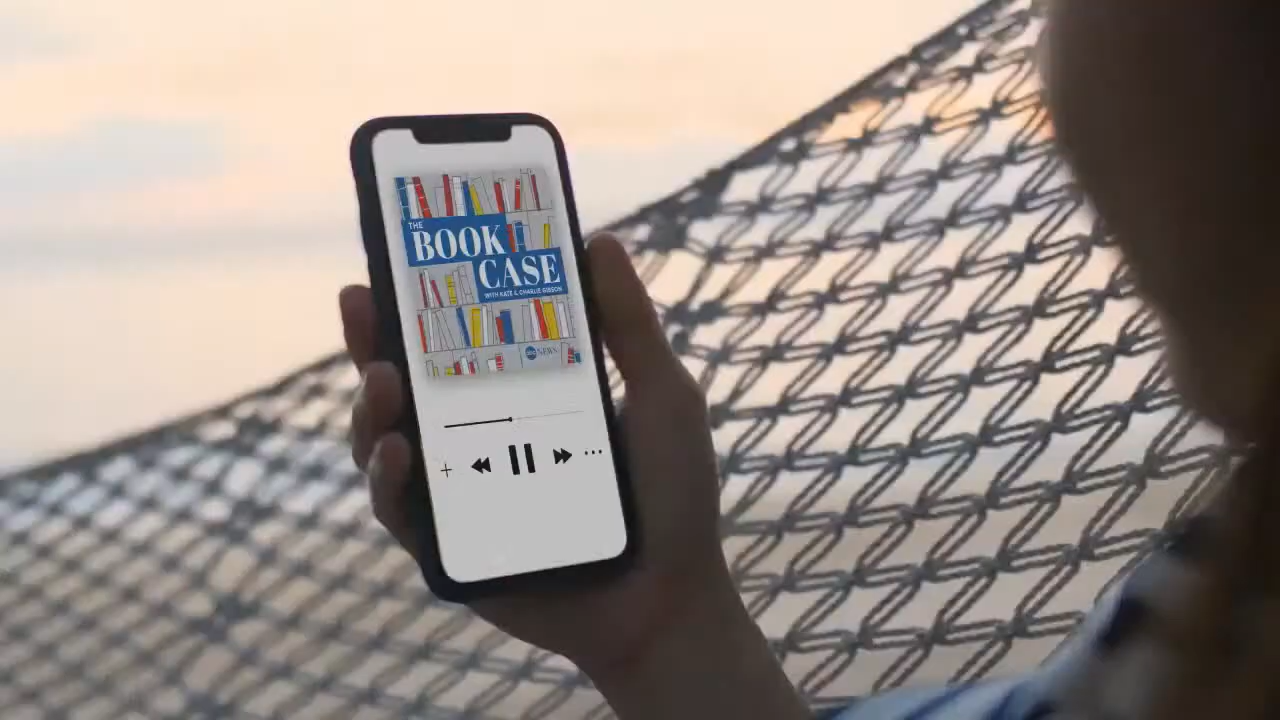 THE
BOOK
CASE
WITH KATE & CHARLIE GIBSON
abc NEWS